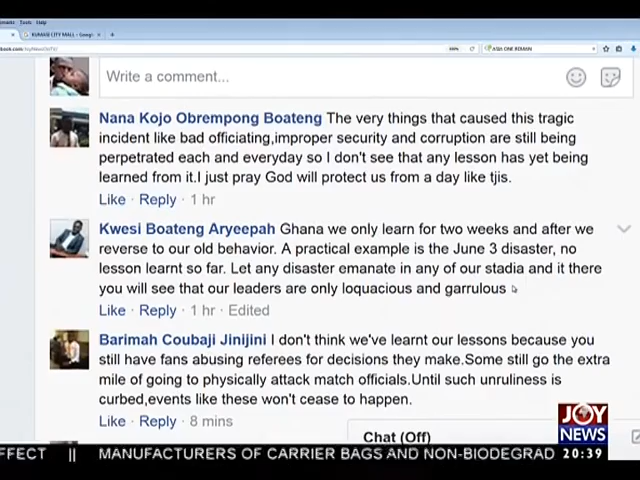 Tools Help
KUMASI CITY MALL - Google
ASIA ONE REMAIN
Write a comment...
Nana Kojo Obrempong Boateng The very things that caused this tragic
incident like bad officiating,improper security and corruption are still being
perpetrated each and everyday so I don't see that any lesson has yet being
learned from it.I just pray God will protect us from a day like tjis.
Like · Reply · 1 hr
Kwesi Boateng Aryeepah Ghana we only learn for two weeks and after we
reverse to our old behavior. A practical example is the June 3 disaster, no
lesson learnt so far. Let any disaster emanate in any of our stadia and it there
you will see that our leaders are only loquacious and garrulous
Like · Reply · 1 hr · Edited
Barimah Coubaji Jinijini I don't think we've learnt our lessons because you
still have fans abusing referees for decisions they make.Some still go the extra
mile of going to physically attack match officials.Until such unruliness is
curbed,events like these won't cease to happen.
Like · Reply · 8 mins
Chat (Off)
JOY
NEWS
FFECT || MANUFACTURERS OF CARRIER BAGS AND NON-BIODEGRAD
20:39